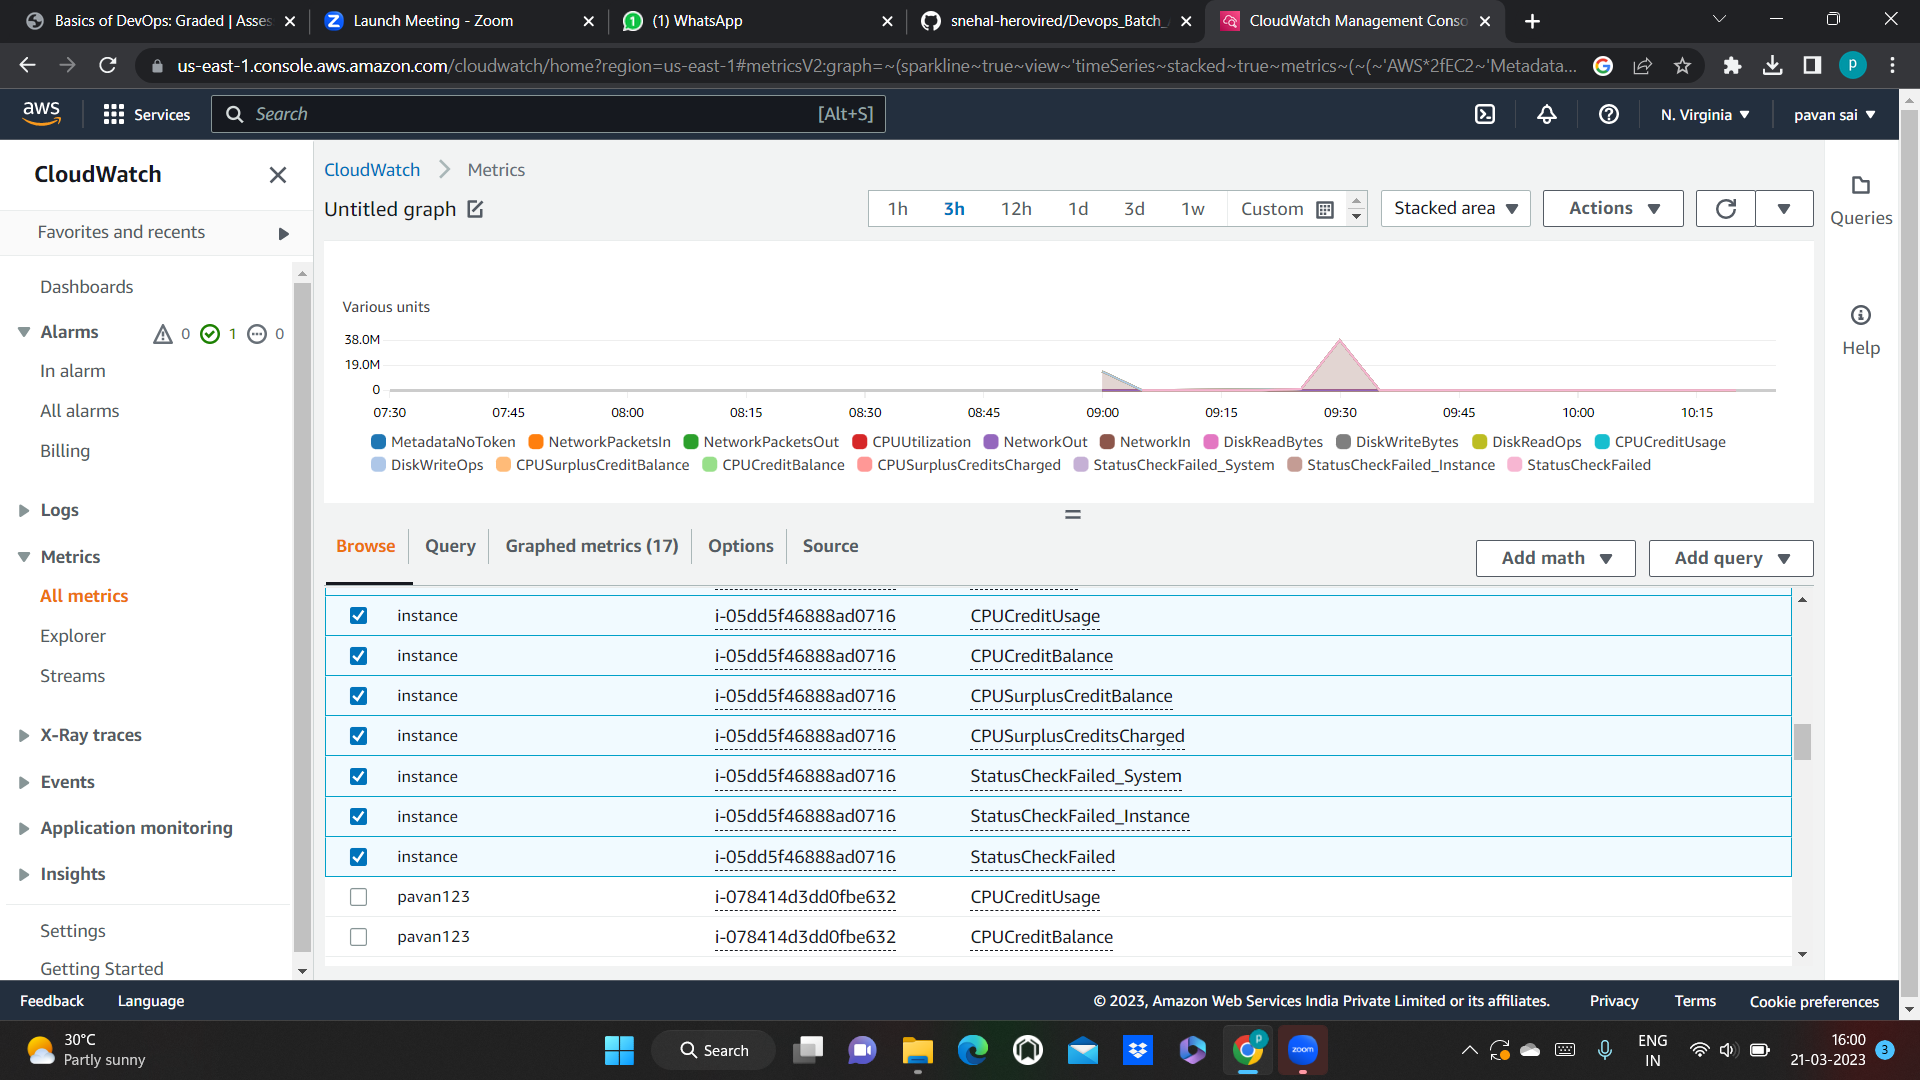 Basics of DevOps: Graded | Asses
Launch Meeting - Zoom
(1) WhatsApp
snehal-herovired/Devops_Batch_
CloudWatch Management Conso
us-east-1.console.aws.amazon.com/cloudwatch/home?region=us-east-1#metricsV2:graph=~(sparkline~true~view~'timeSeries~stacked~true~metrics~(~(~'AWS*2fEC2~'Metadata...
P
aws
Services
Search
[Alt+S]
N. Virginia
pavan sai
CloudWatch
Favorites and recents
Dashboards
Alarms
0
1
0
In alarm
All alarms
Billing
Logs
Metrics
All metrics
Explorer
Streams
X-Ray traces
Events
Application monitoring
Insights
Settings
Getting Started
CloudWatch
Metrics
Untitled graph
1h
3h
12h
1d
3d
1w
Custom
Stacked area
Actions
Various units
38.0M
19.0M
0
07:30
07:45
08:00
08:15
08:30
08:45
09:00
09:15
09:30
09:45
10:00
10:15
MetadataNoToken NetworkPacketsIn NetworkPacketsOut CPUUtilization NetworkOut NetworkIn DiskReadBytes DiskWriteBytes DiskReadOps CPUCreditUsage
DiskWriteOps CPUSurplusCreditBalance CPUCreditBalance CPUSurplusCreditsCharged StatusCheckFailed_System StatusCheckFailed_Instance StatusCheckFailed
Browse
Query
Graphed metrics (17)
Options
Source
Add math
Add query
instance i-05dd5f46888ad0716 CPUCreditUsage
instance i-05dd5f46888ad0716 CPUCreditBalance
instance i-05dd5f46888ad0716 CPUSurplusCreditBalance
instance i-05dd5f46888ad0716 CPUSurplusCreditsCharged
instance i-05dd5f46888ad0716 StatusCheckFailed_System
instance i-05dd5f46888ad0716 StatusCheckFailed_Instance
instance i-05dd5f46888ad0716 StatusCheckFailed
pavan123 i-078414d3dd0fbe632 CPUCreditUsage
pavan123 i-078414d3dd0fbe632 CPUCreditBalance
Queries
Help
Feedback
Language
© 2023, Amazon Web Services India Private Limited or its affiliates.
Privacy
Terms
Cookie preferences
30°C
Partly sunny
Search
P
zoom
ENG
IN
16:00
21-03-2023
3